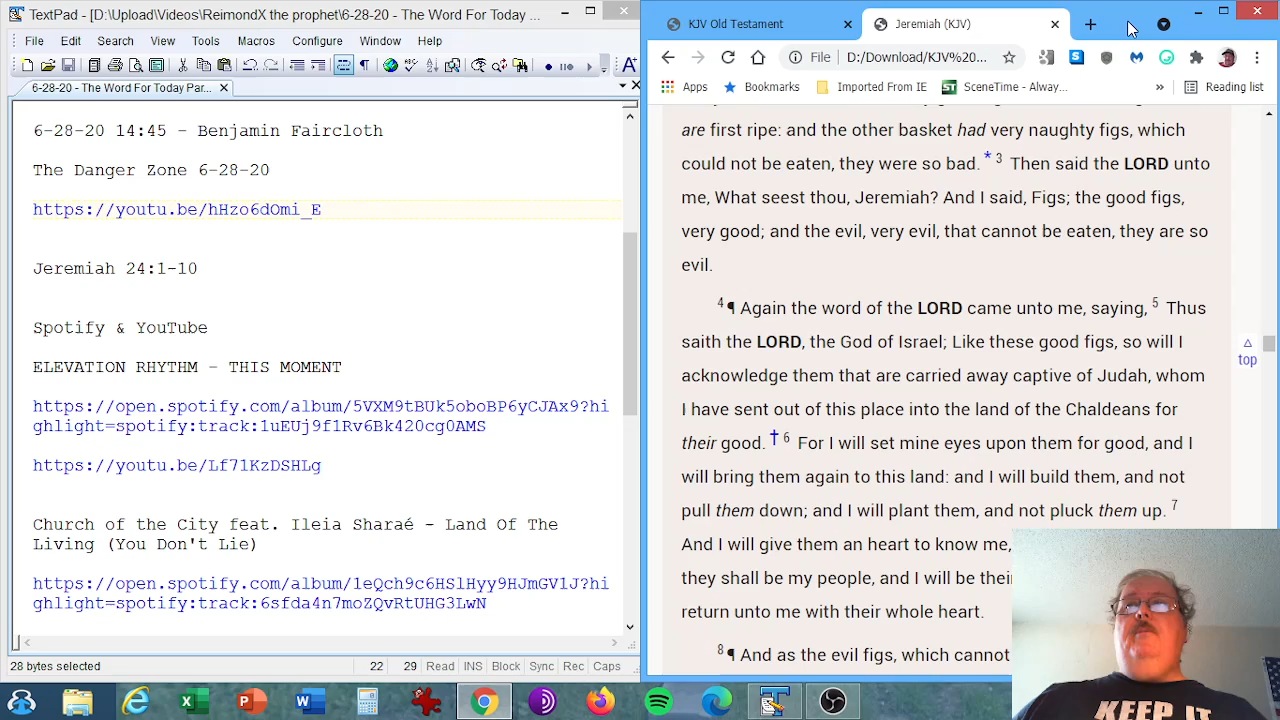 TextPad - [D:\Upload\Videos\ReimondX the prophet\6-28-20 - The Word For Today ...
File Edit Search View Tools Macros Configure Window Help
6-28-20 - The Word For Today Par...
6-28-20 14:45 - Benjamin Faircloth
The Danger Zone 6-28-20
https://youtu.be/hHzo6dOmi_E
Jeremiah 24:1-10
Spotify & YouTube
ELEVATION RHYTHM - THIS MOMENT
https://open.spotify.com/album/5VXM9tBUk5oboBP6yCJAx9?hi
ghlight=spotify:track:1uEUj9f1Rv6Bk420cg0AMS
https://youtu.be/Lf71KzDSHLg
Church of the City feat. Ileia Sharaé - Land Of The
Living (You Don't Lie)
https://open.spotify.com/album/1eQch9c6HSlHyy9HJmGV1J?hi
ghlight=spotify:track:6sfda4n7moZQvRtUHG3LwN
28 bytes selected 22 29 Read INS Block Sync Rec Caps
KJV Old Testament Jeremiah (KJV)
File D:/Download/KJV%20...
Apps Bookmarks Imported From IE SceneTime - Alway... » Reading list
are first ripe: and the other basket had very naughty figs, which
could not be eaten, they were so bad. * 3 Then said the LORD unto
me, What seest thou, Jeremiah? And I said, Figs; the good figs,
very good; and the evil, very evil, that cannot be eaten, they are so
evil.
4 ¶ Again the word of the LORD came unto me, saying, 5 Thus
saith the LORD, the God of Israel; Like these good figs, so will I
acknowledge them that are carried away captive of Judah, whom
I have sent out of this place into the land of the Chaldeans for
their good. † 6 For I will set mine eyes upon them for good, and I
will bring them again to this land: and I will build them, and not
pull them down; and I will plant them, and not pluck them up. 7
And I will give them an heart to know me,
they shall be my people, and I will be their
return unto me with their whole heart.
8 ¶ And as the evil figs, which cannot
top
KEEP IT